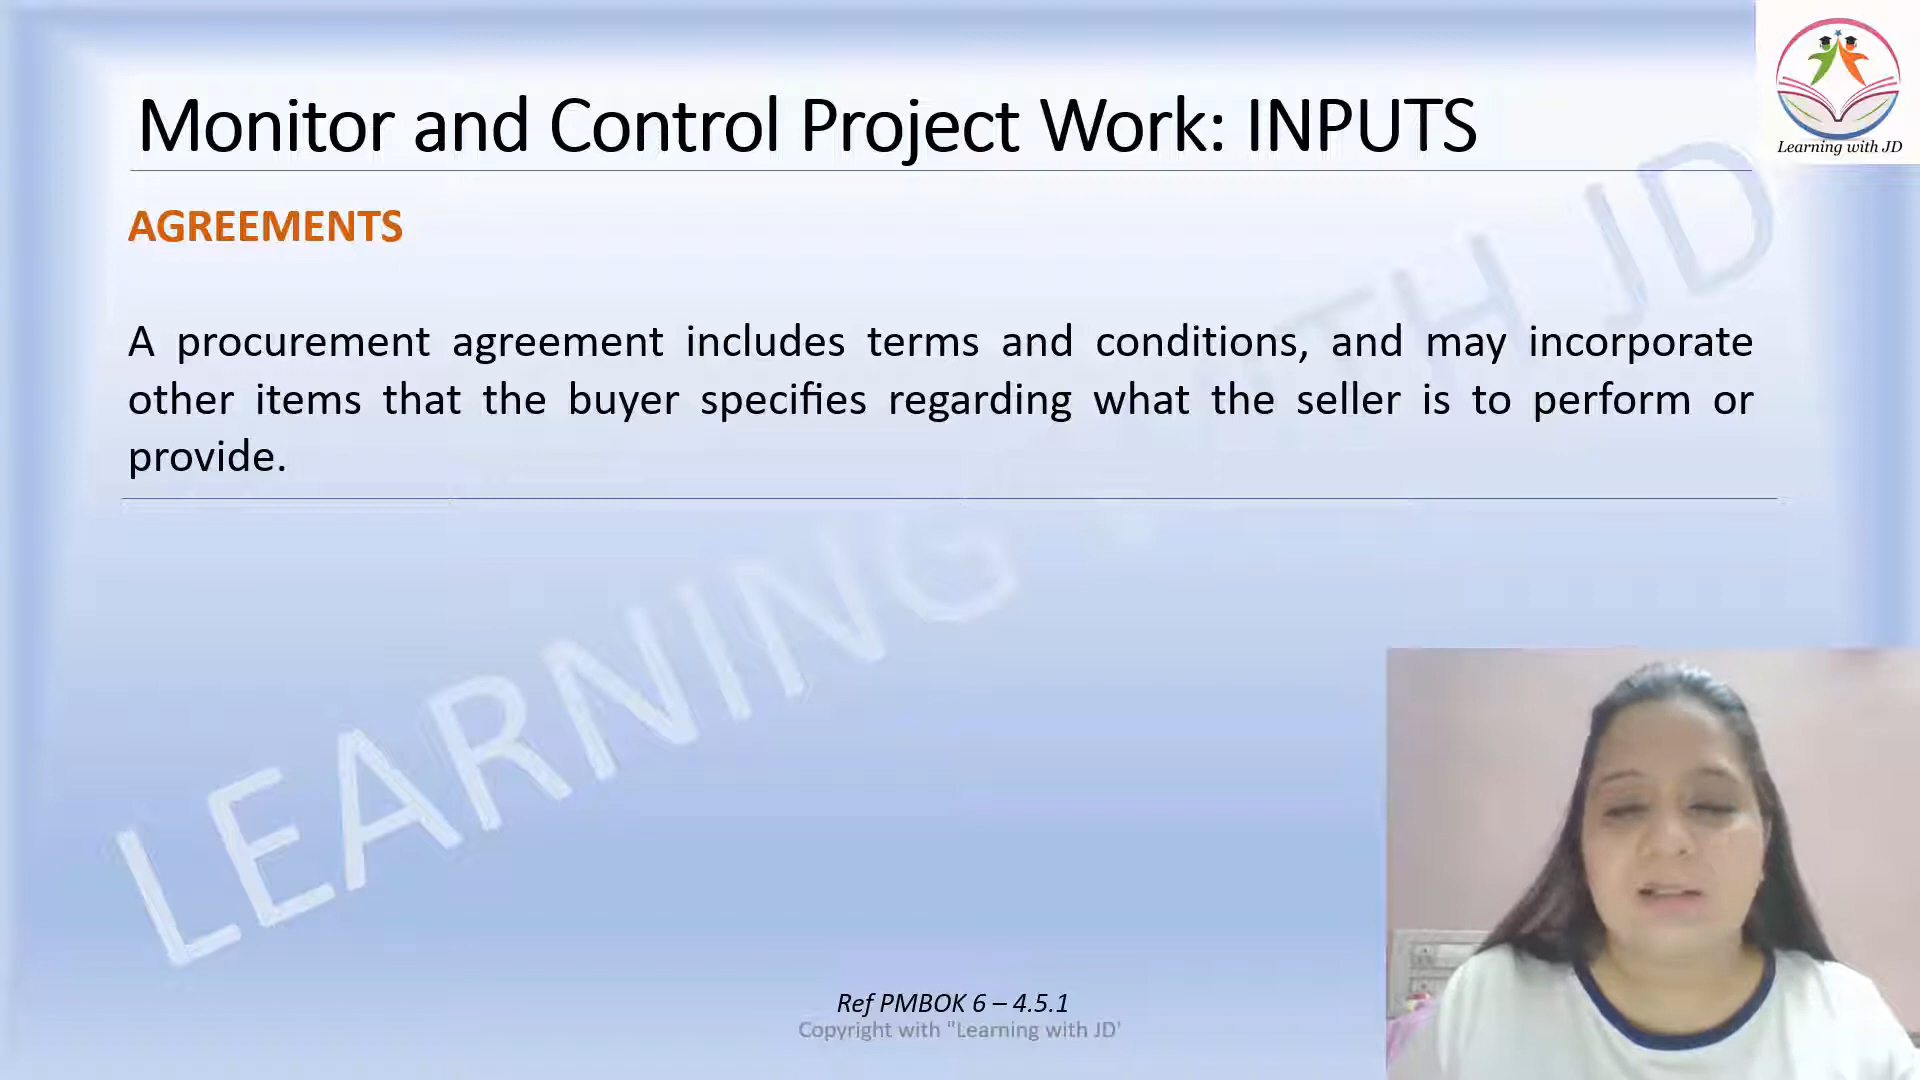 Monitor and Control Project Work: INPUTS
Learning with JD
AGREEMENTS
A procurement agreement includes terms and conditions, and may incorporate
other items that the buyer specifies regarding what the seller is to perform or
provide.
LEARNING WITH JD
Ref PMBOK 6 – 4.5.1
Copyright with "Learning with JD'